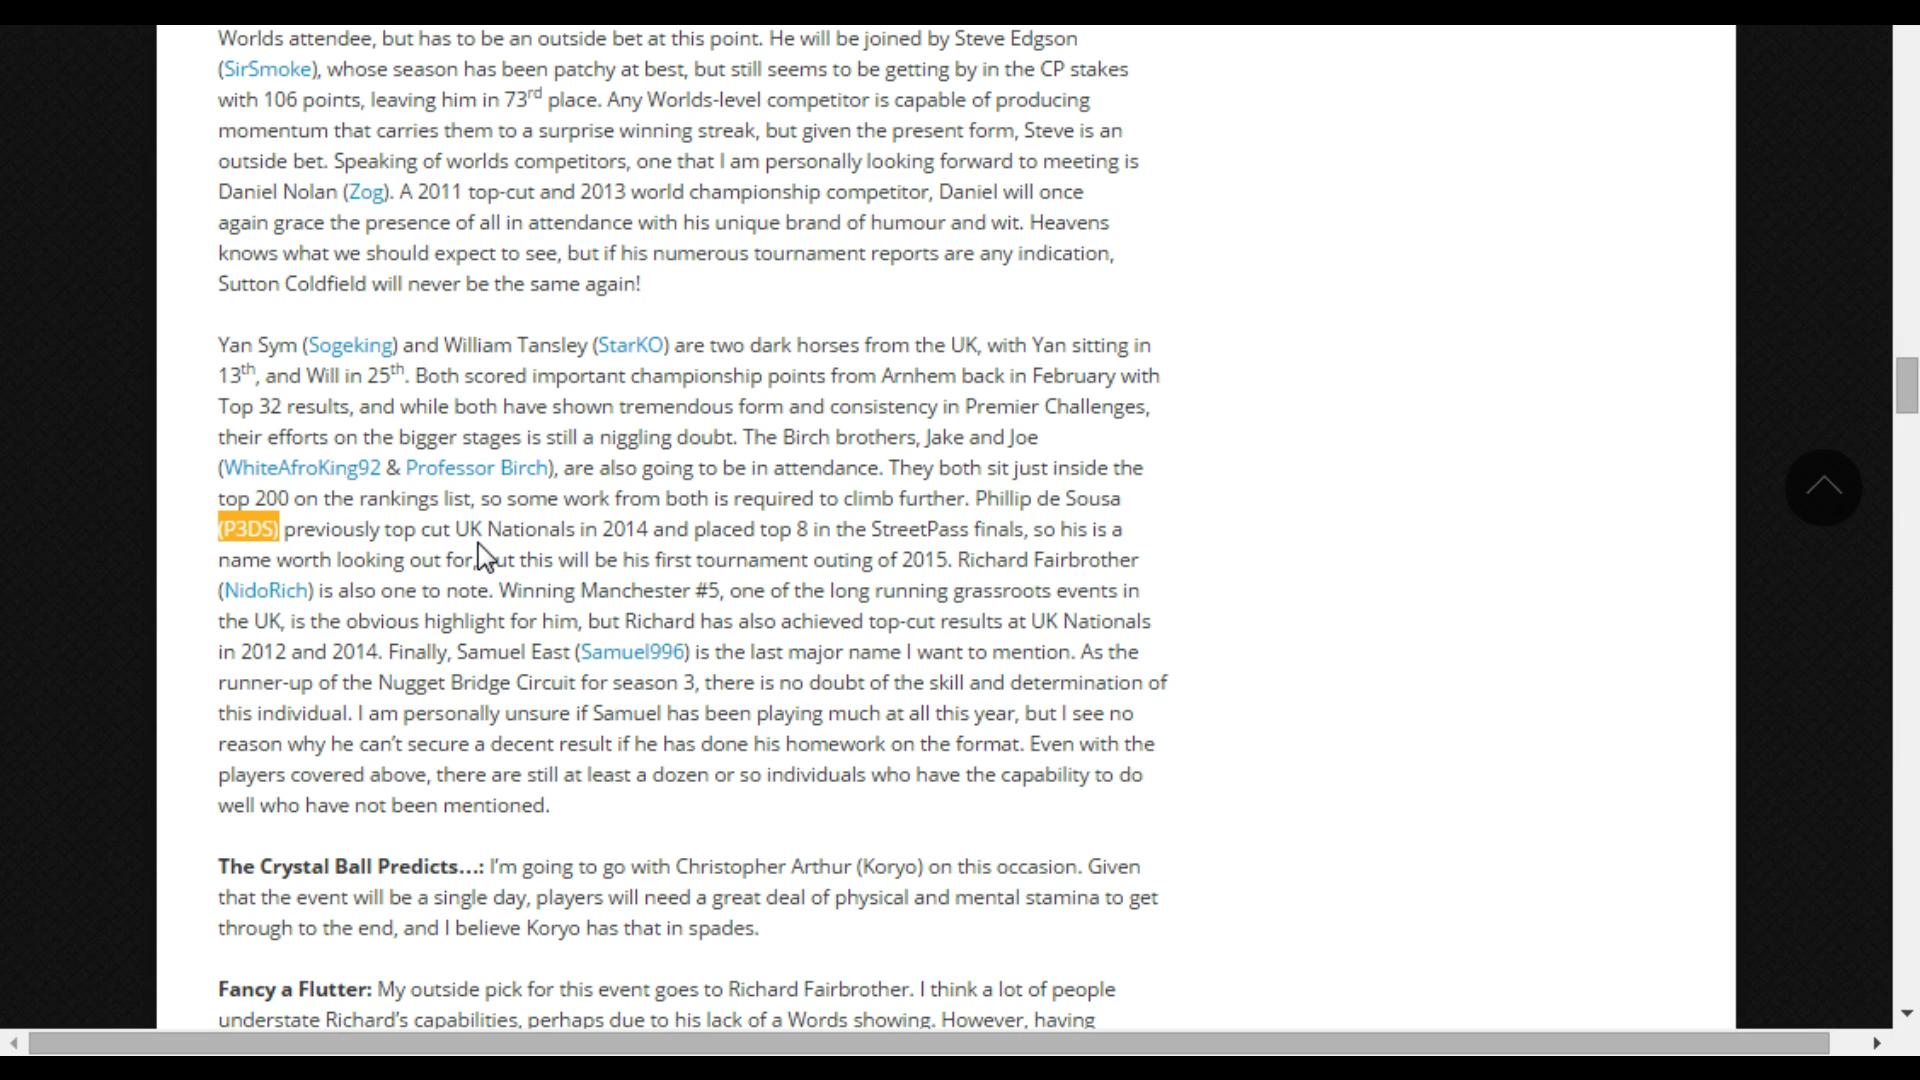 Worlds attendee, but has to be an outside bet at this point. He will be joined by Steve Edgson
(SirSmoke), whose season has been patchy at best, but still seems to be getting by in the CP stakes
with 106 points, leaving him in 73rd place. Any Worlds-level competitor is capable of producing
momentum that carries them to a surprise winning streak, but given the present form, Steve is an
outside bet. Speaking of worlds competitors, one that I am personally looking forward to meeting is
Daniel Nolan (Zog). A 2011 top-cut and 2013 world championship competitor, Daniel will once
again grace the presence of all in attendance with his unique brand of humour and wit. Heavens
knows what we should expect to see, but if his numerous tournament reports are any indication,
Sutton Coldfield will never be the same again!
Yan Sym (Sogeking) and William Tansley (StarKO) are two dark horses from the UK, with Yan sitting in
13th, and Will in 25th. Both scored important championship points from Arnhem back in February with
Top 32 results, and while both have shown tremendous form and consistency in Premier Challenges,
their efforts on the bigger stages is still a niggling doubt. The Birch brothers, Jake and Joe
(WhiteAfroKing92 & Professor Birch), are also going to be in attendance. They both sit just inside the
top 200 on the rankings list, so some work from both is required to climb further. Phillip de Sousa
(P3DS) previously top cut UK Nationals in 2014 and placed top 8 in the StreetPass finals, so his is a
name worth looking out for, but this will be his first tournament outing of 2015. Richard Fairbrother
(NidoRich) is also one to note. Winning Manchester #5, one of the long running grassroots events in
the UK, is the obvious highlight for him, but Richard has also achieved top-cut results at UK Nationals
in 2012 and 2014. Finally, Samuel East (Samuel996) is the last major name I want to mention. As the
runner-up of the Nugget Bridge Circuit for season 3, there is no doubt of the skill and determination of
this individual. I am personally unsure if Samuel has been playing much at all this year, but I see no
reason why he can't secure a decent result if he has done his homework on the format. Even with the
players covered above, there are still at least a dozen or so individuals who have the capability to do
well who have not been mentioned.
The Crystal Ball Predicts...: I'm going to go with Christopher Arthur (Koryo) on this occasion. Given
that the event will be a single day, players will need a great deal of physical and mental stamina to get
through to the end, and I believe Koryo has that in spades.
Fancy a Flutter: My outside pick for this event goes to Richard Fairbrother. I think a lot of people
understate Richard's capabilities, perhaps due to his lack of a Words showing. However, having